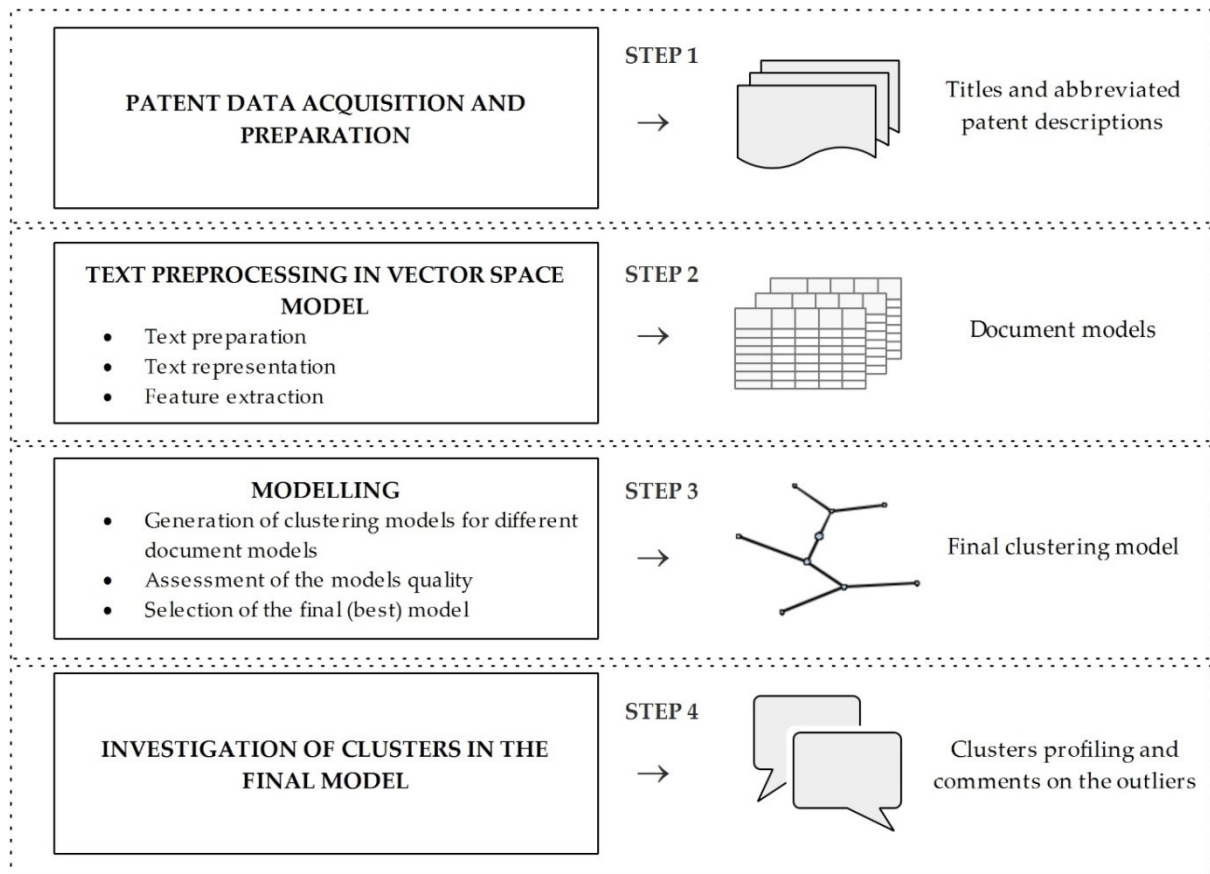 PATENT DATA ACQUISITION AND
PREPARATION
STEP 1
→
Titles and abbreviated
patent descriptions
TEXT PREPROCESSING IN VECTOR SPACE
MODEL
• Text preparation
• Text representation
• Feature extraction
STEP 2
→
Document models
MODELLING
• Generation of clustering models for different
document models
• Assessment of the models quality
• Selection of the final (best) model
STEP 3
→
Final clustering model
INVESTIGATION OF CLUSTERS IN THE
FINAL MODEL
STEP 4
→
Clusters profiling and
comments on the outliers